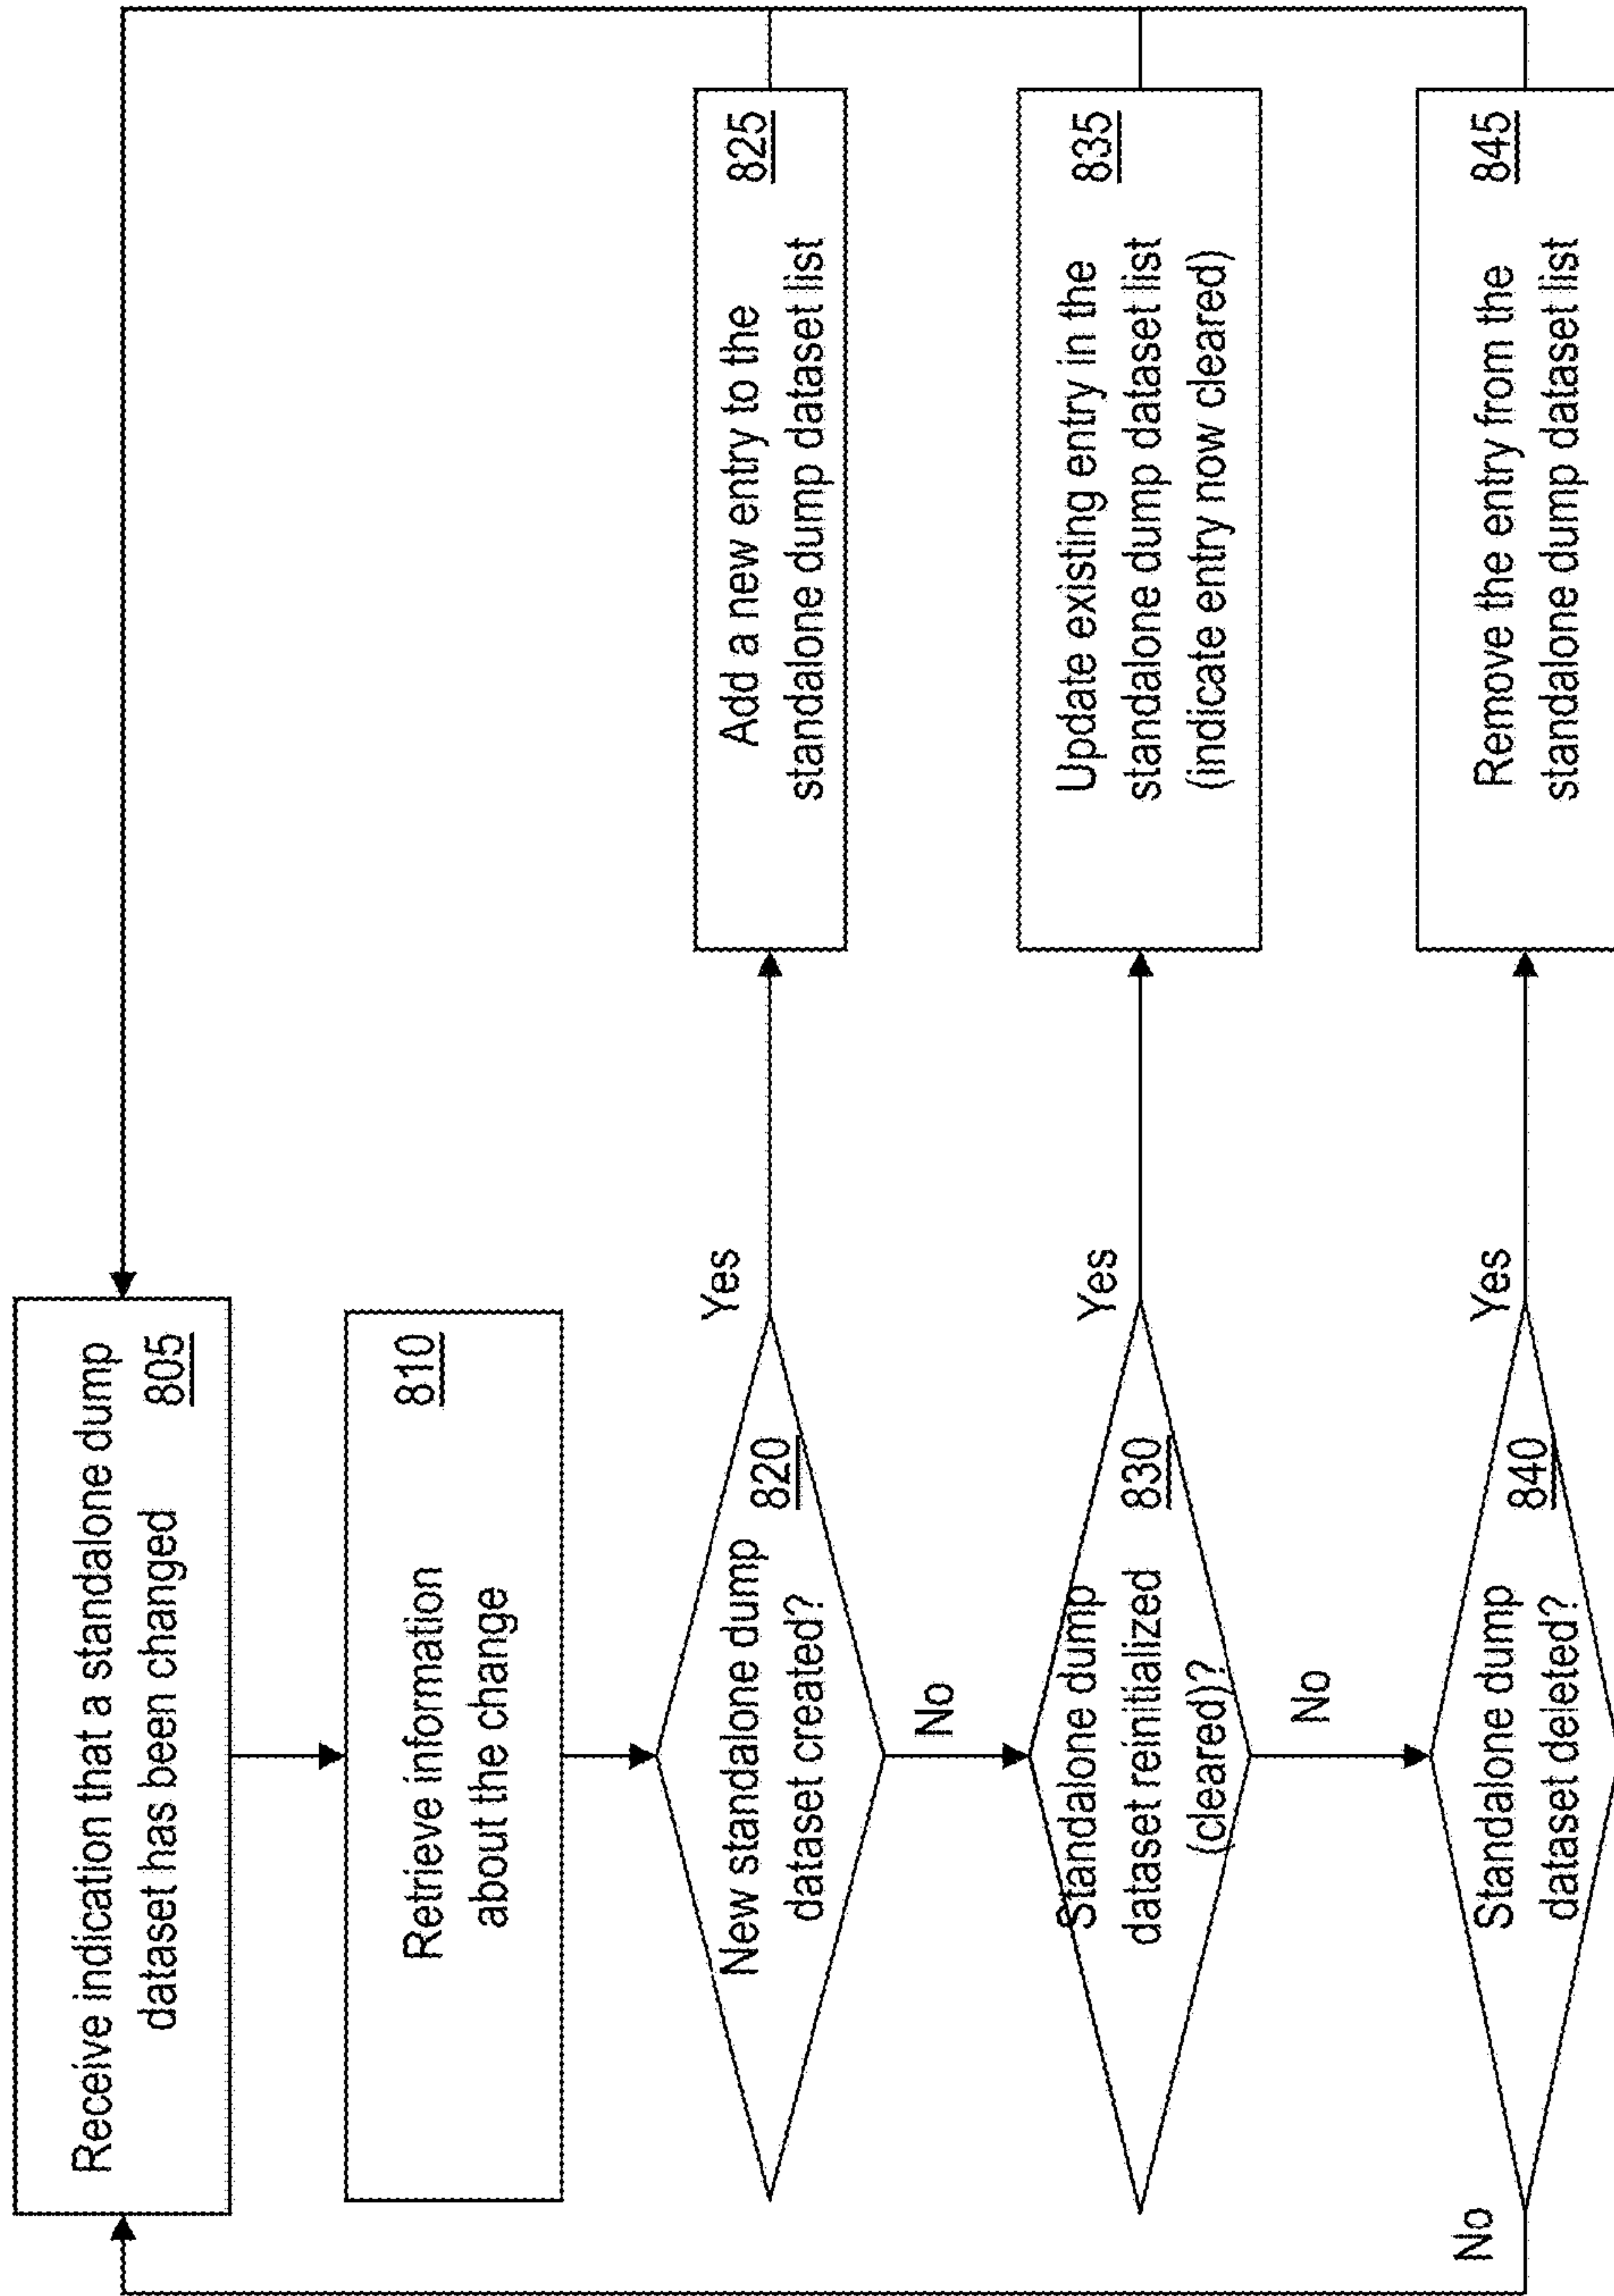 Receive indication that a standalone dump
dataset has been changed 805
Retrieve information 810
about the change
New standalone dump
dataset created? 820
Yes
No
Add a new entry to the 825
standalone dump dataset list
Standalone dump
dataset reinitialized 830
(cleared)?
Yes
No
Update existing entry in the 835
standalone dump dataset list
(indicate entry now cleared)
Standalone dump
dataset deleted? 840
Yes
No
Remove the entry from the 845
standalone dump dataset list